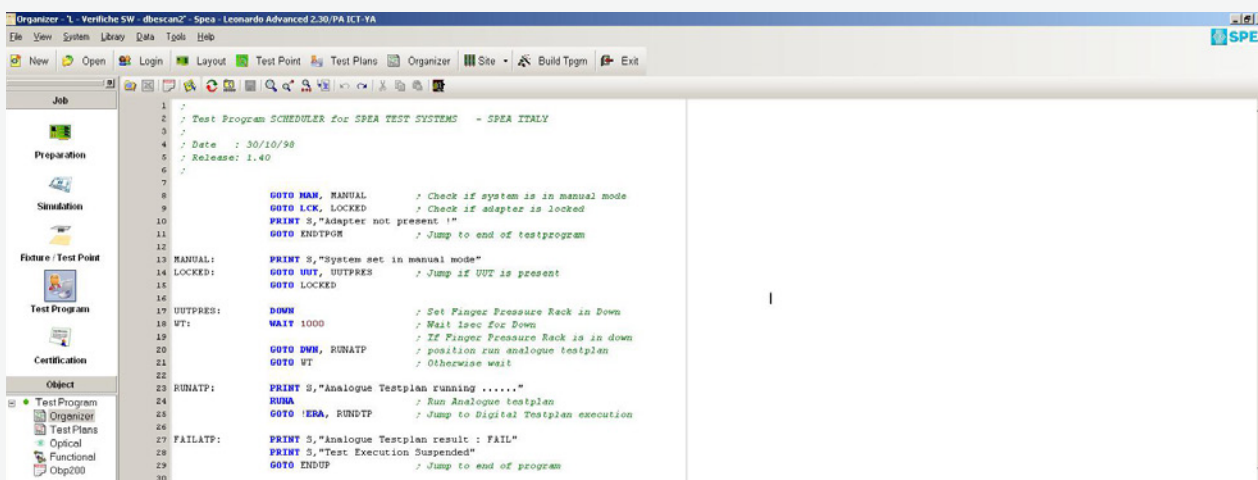 Organizer - 'L - Verifiche SW - dbescan2' - Spea - Leonardo Advanced 2.30/PA ICT-YA
File View System Library Data Tools Help
SPE
New Open Login Layout Test Point Test Plans Organizer Site Build Tpgm Exit
Job
Preparation
Simulation
Fixture / Test Point
Test Program
Certification
Object
Test Program
Organizer
Test Plans
Optical
Functional
Obp200
1 ;
2 ; Test Program SCHEDULER for SPEA TEST SYSTEMS - SPEA ITALY
3 ;
4 ; Date : 30/10/98
5 ; Release: 1.40
6 ;
7
8 GOTO MAN, MANUAL ; Check if system is in manual mode
9 GOTO LCK, LOCKED ; Check if adapter is locked
10 PRINT S,"Adapter not present !"
11 GOTO ENDTPGM ; Jump to end of testprogram
12
13 MANUAL: PRINT S,"System set in manual mode"
14 LOCKED: GOTO UUT, UUTPRES ; Jump if UUT is present
15 GOTO LOCKED
16
17 UUTPRES: DOWN ; Set Finger Pressure Rack in Down
18 WT: WAIT 1000 ; Wait 1sec for Down
19 ; If Finger Pressure Rack is in down
20 GOTO DWN, RUNATP ; position run analogue testplan
21 GOTO WT ; Otherwise wait
22
23 RUNATP: PRINT S,"Analogue Testplan running ......"
24 RUNA ; Run Analogue testplan
25 GOTO !ERA, RUNDTP ; Jump to Digital Testplan execution
26
27 FAILATP: PRINT S,"Analogue Testplan result : FAIL"
28 PRINT S,"Test Execution Suspended"
29 GOTO ENDUP ; Jump to end of program
30